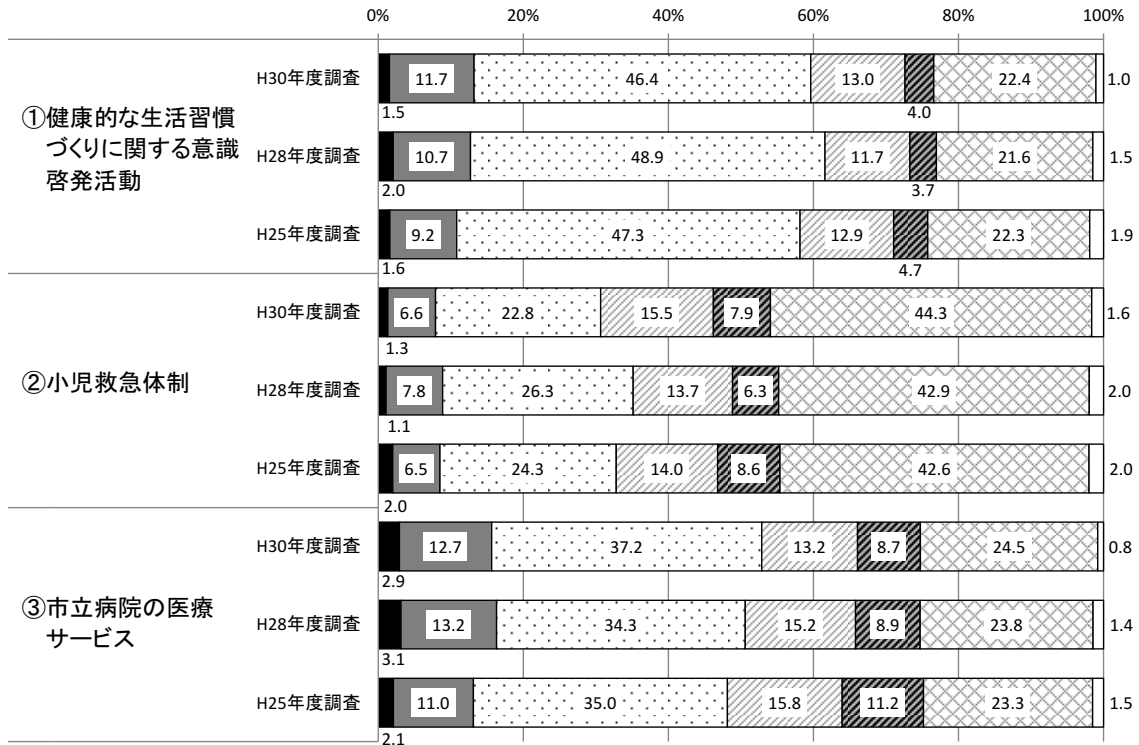 0% 20% 40% 60% 80% 100%
①健康的な生活習慣
づくりに関する意識
啓発活動
H30年度調査 11.7 46.4 13.0 22.4 1.0
1.5 4.0
H28年度調査 10.7 48.9 11.7 21.6 1.5
2.0 3.7
H25年度調査 9.2 47.3 12.9 22.3 1.9
1.6 4.7
②小児救急体制
H30年度調査 6.6 22.8 15.5 7.9 44.3 1.6
1.3
H28年度調査 7.8 26.3 13.7 6.3 42.9 2.0
1.1
H25年度調査 6.5 24.3 14.0 8.6 42.6 2.0
2.0
③市立病院の医療
サービス
H30年度調査 12.7 37.2 13.2 8.7 24.5 0.8
2.9
H28年度調査 13.2 34.3 15.2 8.9 23.8 1.4
3.1
H25年度調査 11.0 35.0 15.8 11.2 23.3 1.5
2.1